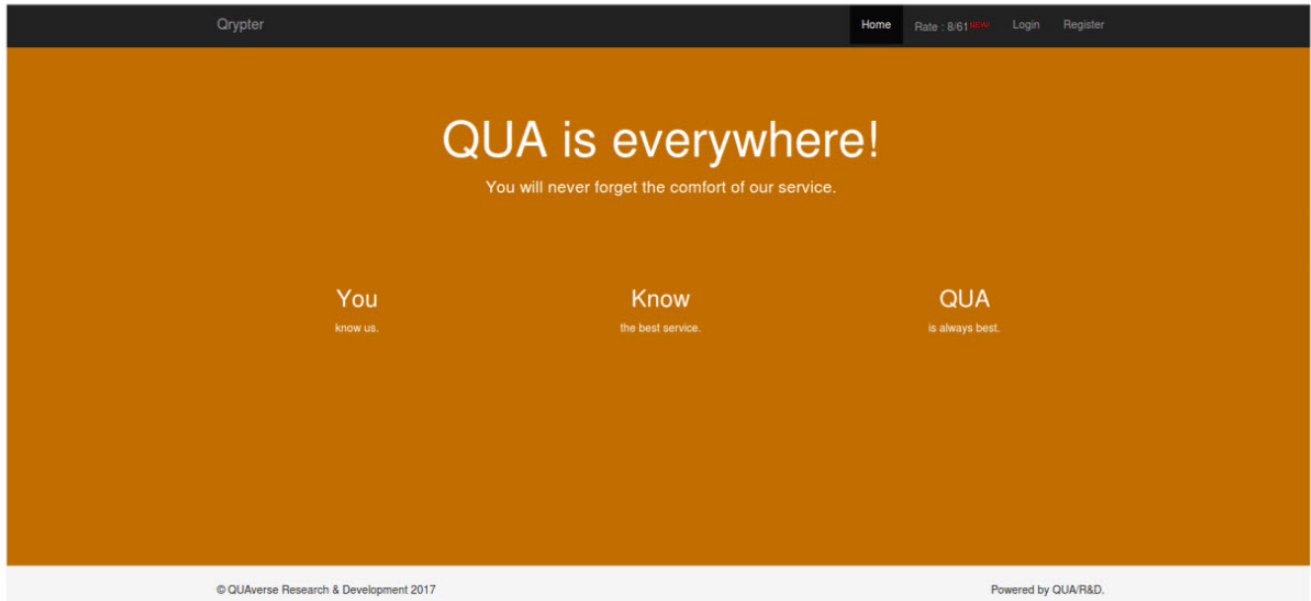 Qrypter Home Rate : 8/61 NEW! Login Register
QUA is everywhere!
You will never forget the comfort of our service.
You Know QUA
know us. the best service. is always best.
© QUAverse Research & Development 2017 Powered by QUA/R&D.